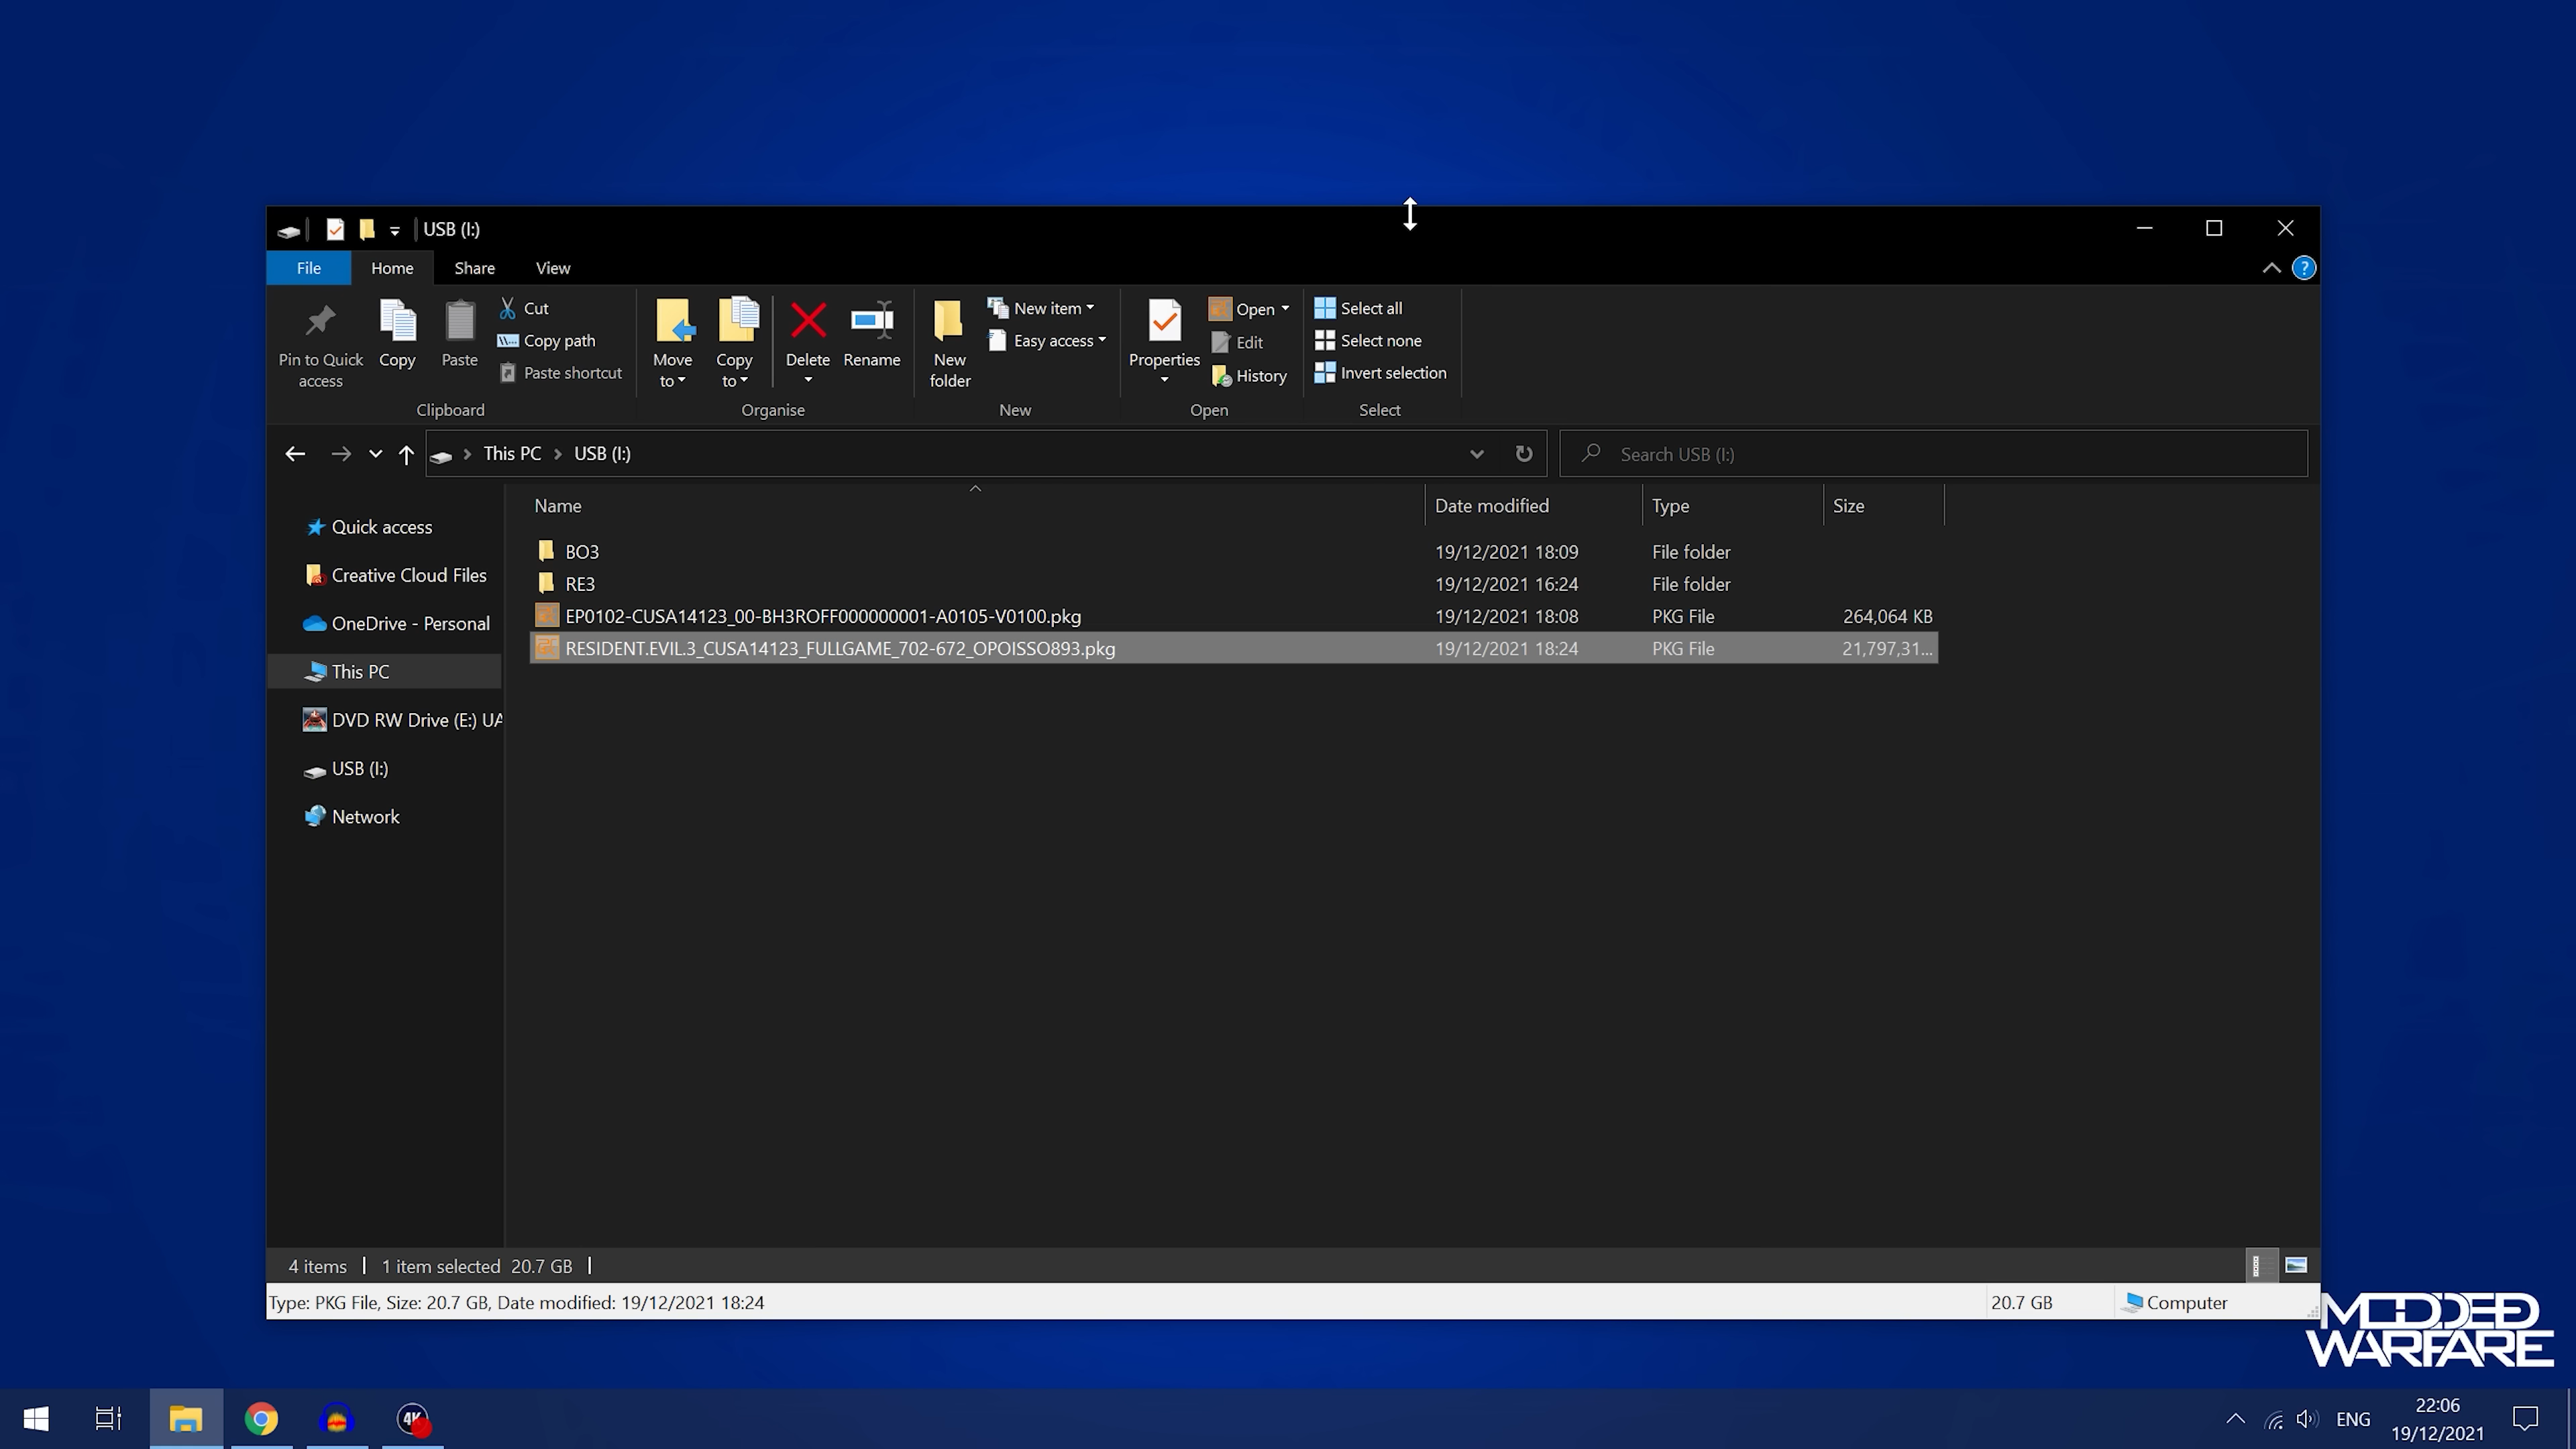 USB (I:)
File Home Share View
Pin to Quick access
Copy
Paste
Cut
Copy path
Paste shortcut
Clipboard
Move to
Copy to
Delete
Rename
Organise
New folder
New item
Easy access
New
Properties
Open
Edit
History
Open
Select all
Select none
Invert selection
Select
This PC USB (I:)
Search USB (I:)
Quick access
Creative Cloud Files
OneDrive - Personal
This PC
DVD RW Drive (E:) UA
USB (I:)
Network
Name Date modified Type Size
BO3 19/12/2021 18:09 File folder
RE3 19/12/2021 16:24 File folder
EP0102-CUSA14123_00-BH3ROFF000000001-A0105-V0100.pkg 19/12/2021 18:08 PKG File 264,064 KB
RESIDENT.EVIL.3_CUSA14123_FULLGAME_702-672_OPOISSO893.pkg 19/12/2021 18:24 PKG File 21,797,31...
4 items 1 item selected 20.7 GB
Type: PKG File, Size: 20.7 GB, Date modified: 19/12/2021 18:24 20.7 GB Computer
MODDED
WARFARE
4K
ENG
22:06
19/12/2021